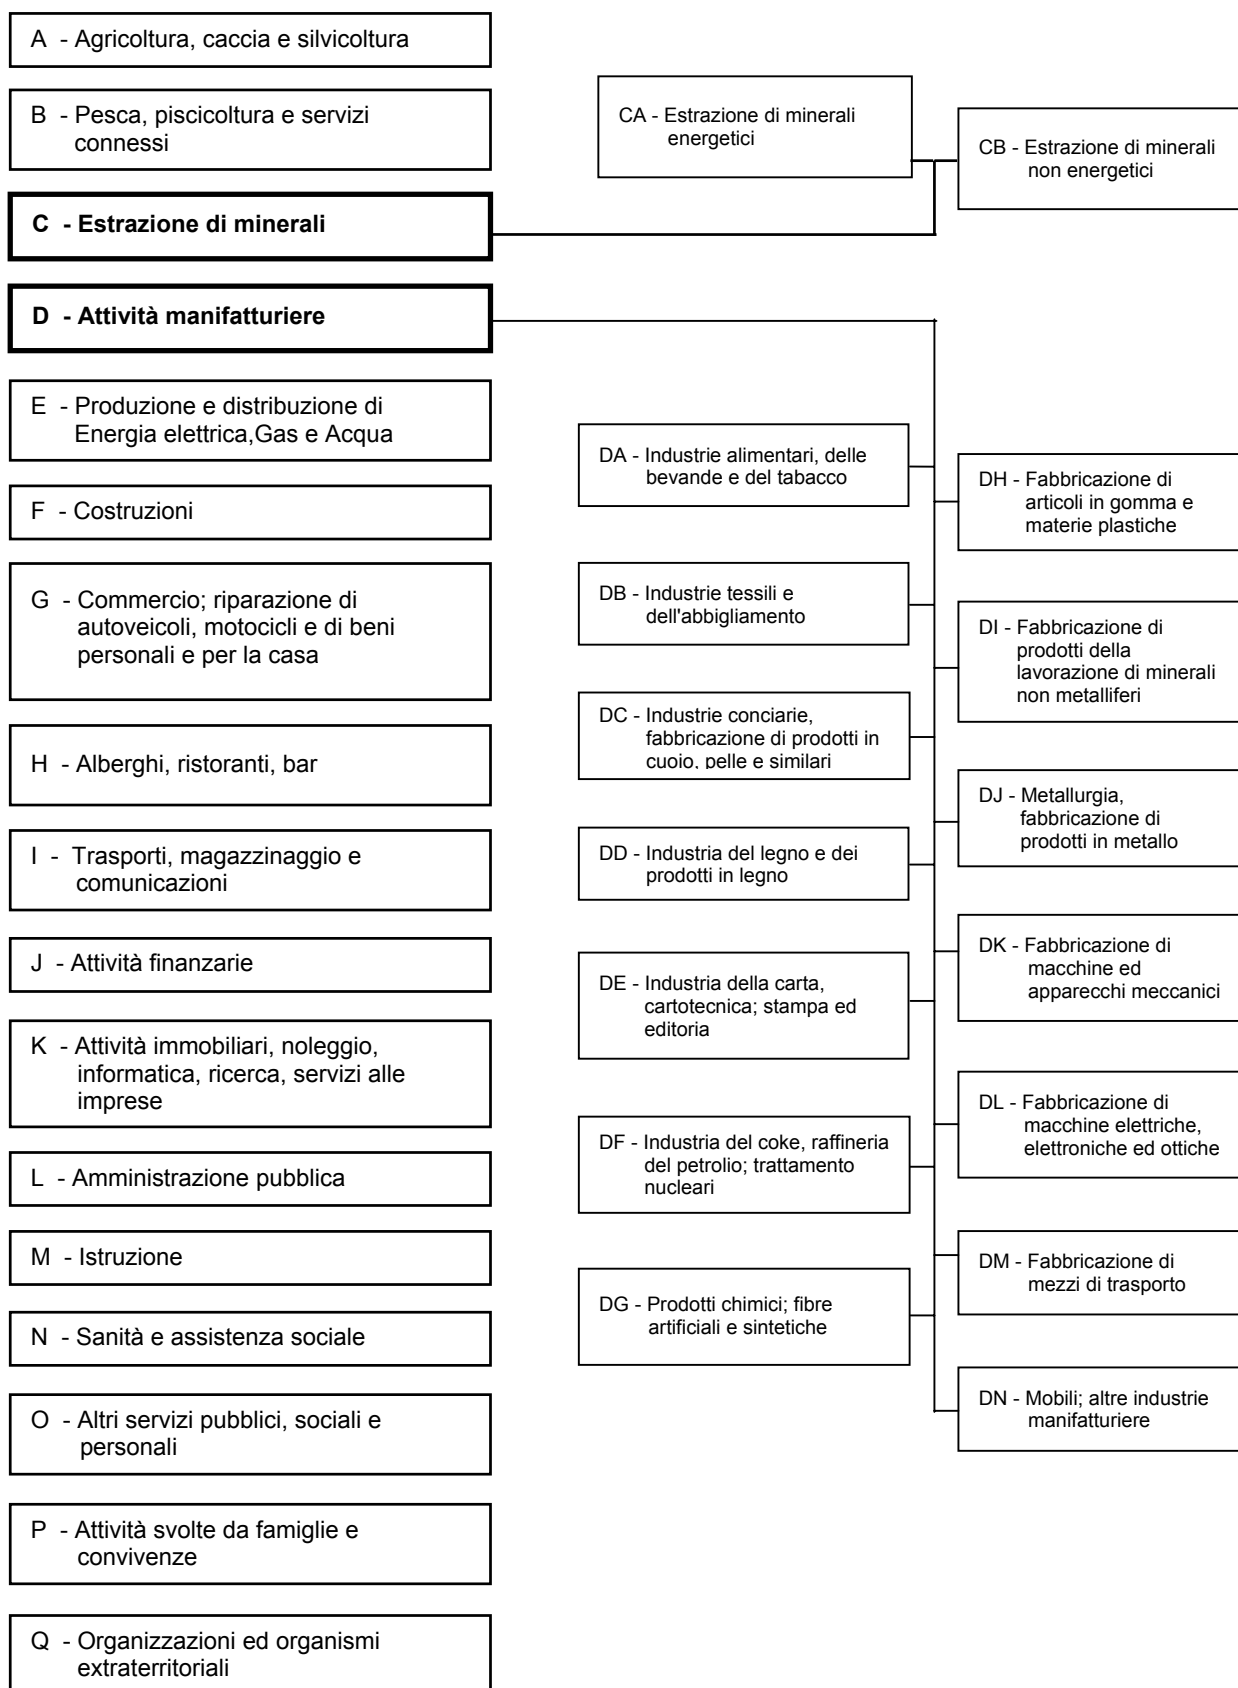 A - Agricoltura, caccia e silvicoltura
B - Pesca, piscicoltura e servizi
connessi
C - Estrazione di minerali
D - Attività manifatturiere
E - Produzione e distribuzione di
Energia elettrica,Gas e Acqua
F - Costruzioni
G - Commercio; riparazione di
autoveicoli, motocicli e di beni
personali e per la casa
H - Alberghi, ristoranti, bar
I - Trasporti, magazzinaggio e
comunicazioni
J - Attività finanzarie
K - Attività immobiliari, noleggio,
informatica, ricerca, servizi alle
imprese
L - Amministrazione pubblica
M - Istruzione
N - Sanità e assistenza sociale
O - Altri servizi pubblici, sociali e
personali
P - Attività svolte da famiglie e
convivenze
Q - Organizzazioni ed organismi
extraterritoriali
CA - Estrazione di minerali
energetici
CB - Estrazione di minerali
non energetici
DA - Industrie alimentari, delle
bevande e del tabacco
DB - Industrie tessili e
dell'abbigliamento
DC - Industrie conciarie,
fabbricazione di prodotti in
cuoio, pelle e similari
DD - Industria del legno e dei
prodotti in legno
DE - Industria della carta,
cartotecnica; stampa ed
editoria
DF - Industria del coke, raffineria
del petrolio; trattamento
nucleari
DG - Prodotti chimici; fibre
artificiali e sintetiche
DH - Fabbricazione di
articoli in gomma e
materie plastiche
DI - Fabbricazione di
prodotti della
lavorazione di minerali
non metalliferi
DJ - Metallurgia,
fabbricazione di
prodotti in metallo
DK - Fabbricazione di
macchine ed
apparecchi meccanici
DL - Fabbricazione di
macchine elettriche,
elettroniche ed ottiche
DM - Fabbricazione di
mezzi di trasporto
DN - Mobili; altre industrie
manifatturiere